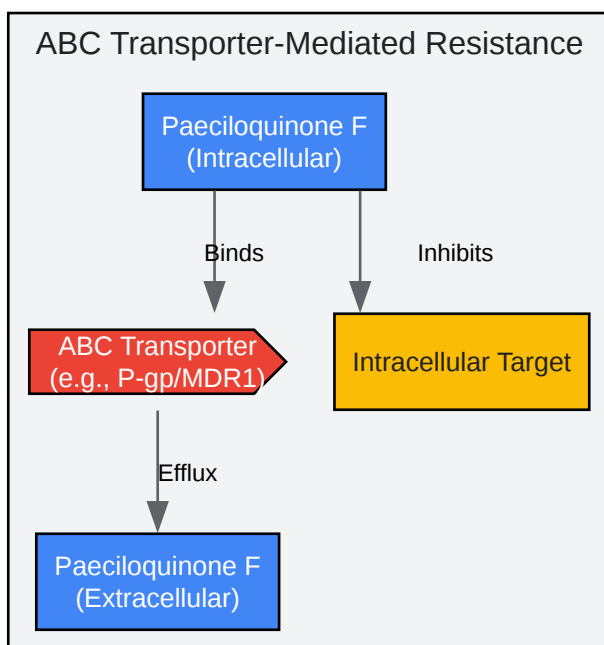 ABC Transporter-Mediated Resistance
Paeciloquinone F
(Intracellular)
Binds
Inhibits
ABC Transporter
(e.g., P-gp/MDR1)
Intracellular Target
Efflux
Paeciloquinone F
(Extracellular)